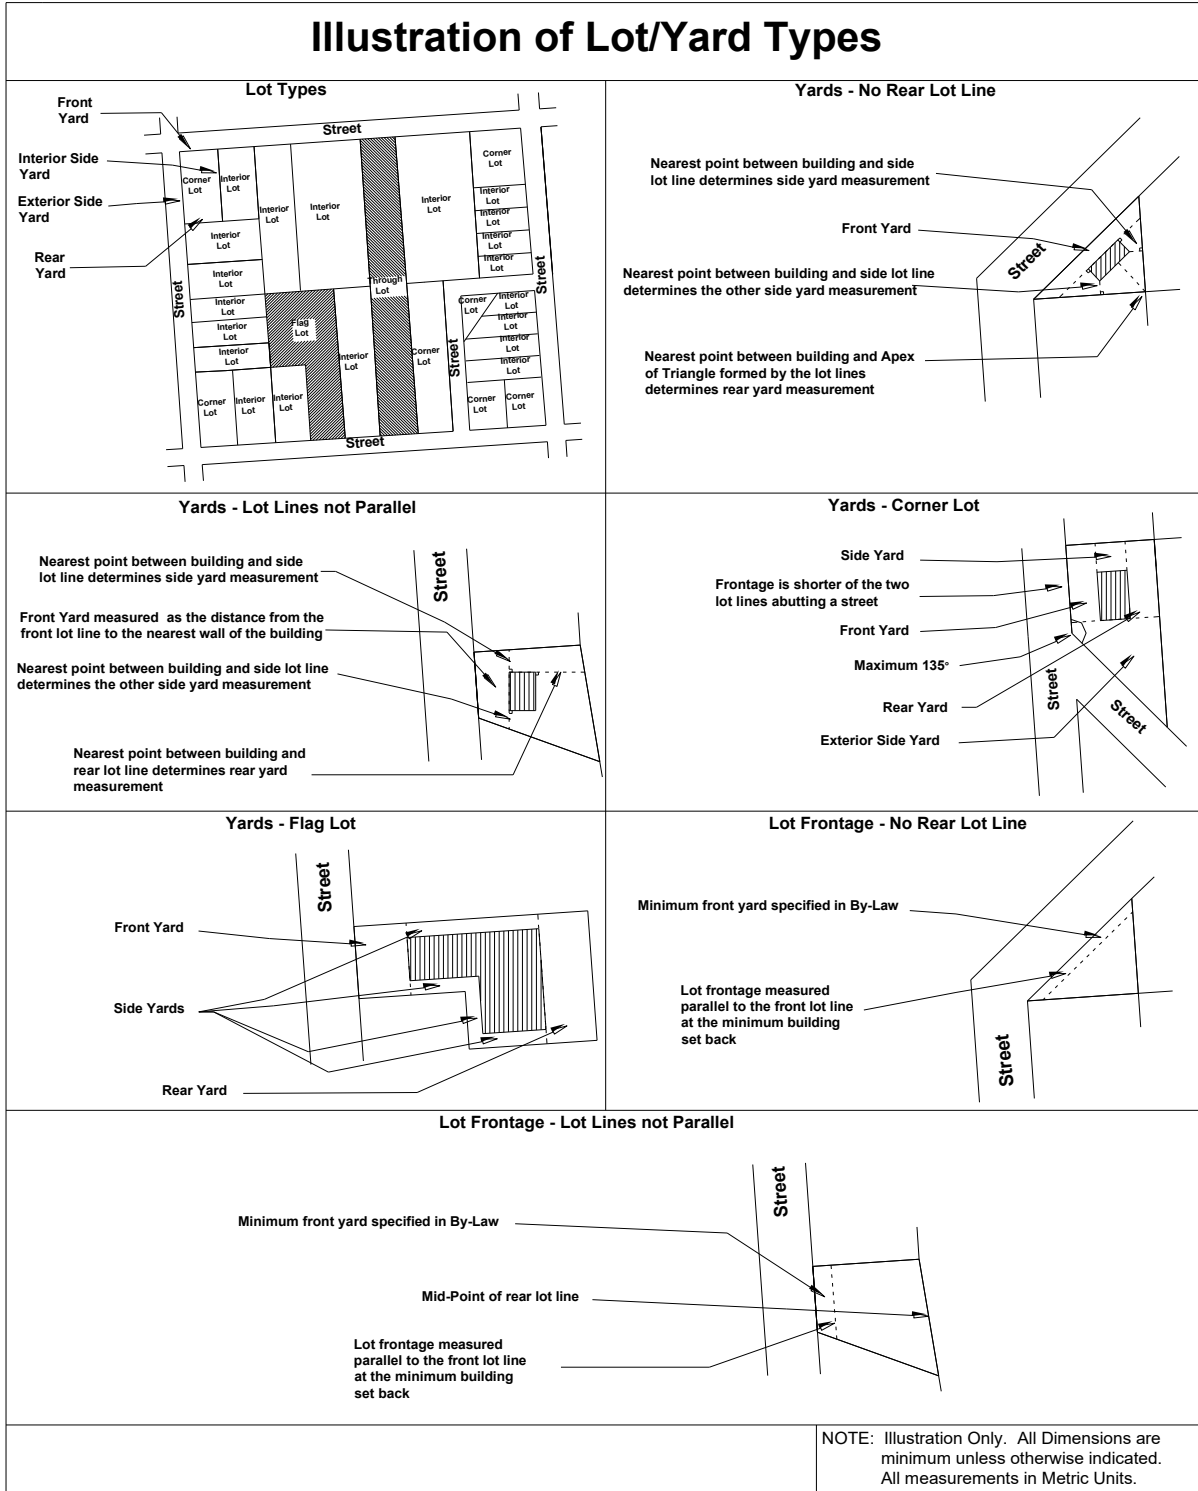 Illustration of Lot/Yard Types
Lot Types
Front
Yard
Interior Side
Yard
Exterior Side
Yard
Rear
Yard
Street
Street
Street
Street
Street
Corner
Lot
Interior
Lot
Interior
Lot
Interior
Lot
Through
Lot
Interior
Lot
Corner
Lot
Interior
Lot
Interior
Lot
Interior
Lot
Interior
Lot
Interior
Lot
Interior
Lot
Interior
Lot
Interior
Lot
Interior
Lot
Flag
Lot
Interior
Lot
Corner
Lot
Corner
Lot
Interior
Lot
Interior
Lot
Interior
Lot
Interior
Lot
Corner
Lot
Interior
Lot
Interior
Lot
Corner
Lot
Corner
Lot
Yards - No Rear Lot Line
Nearest point between building and side
lot line determines side yard measurement
Front Yard
Street
Nearest point between building and side lot line
determines the other side yard measurement
Nearest point between building and Apex
of Triangle formed by the lot lines
determines rear yard measurement
Yards - Lot Lines not Parallel
Street
Nearest point between building and side
lot line determines side yard measurement
Front Yard measured as the distance from the
front lot line to the nearest wall of the building
Nearest point between building and side lot line
determines the other side yard measurement
Nearest point between building and
rear lot line determines rear yard
measurement
Yards - Corner Lot
Side Yard
Frontage is shorter of the two
lot lines abutting a street
Front Yard
Maximum 135°
Rear Yard
Exterior Side Yard
Street
Street
Yards - Flag Lot
Street
Front Yard
Side Yards
Rear Yard
Lot Frontage - No Rear Lot Line
Minimum front yard specified in By-Law
Lot frontage measured
parallel to the front lot line
at the minimum building
set back
Street
Lot Frontage - Lot Lines not Parallel
Street
Minimum front yard specified in By-Law
Mid-Point of rear lot line
Lot frontage measured
parallel to the front lot line
at the minimum building
set back
NOTE: Illustration Only. All Dimensions are
minimum unless otherwise indicated.
All measurements in Metric Units.